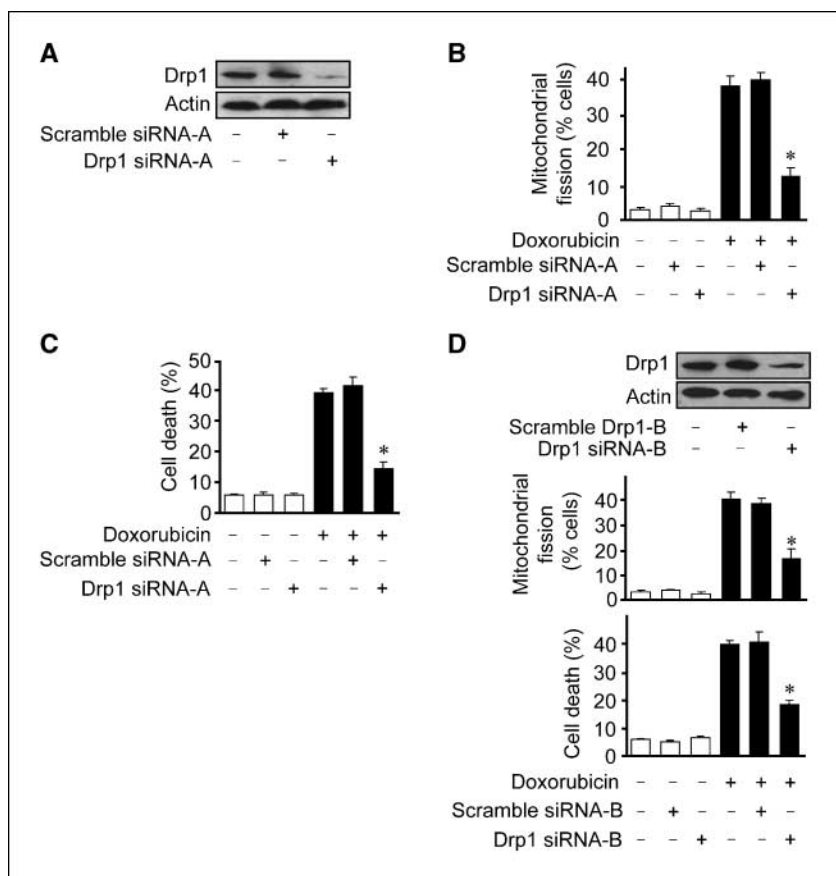 A
Drp1
Actin
Scramble siRNA-A – + –
Drp1 siRNA-A – – +
B
Mitochondrial
fission (% cells)
40
30
20
10
0
*
Doxorubicin – – – + + +
Scramble siRNA-A – + – – + –
Drp1 siRNA-A – – + – – +
C
Cell death (%)
50
40
30
20
10
0
*
Doxorubicin – – – + + +
Scramble siRNA-A – + – – + –
Drp1 siRNA-A – – + – – +
D
Drp1
Actin
Scramble Drp1-B – + –
Drp1 siRNA-B – – +
Mitochondrial
fission
(% cells)
40
30
20
10
0
*
Cell death (%)
40
30
20
10
0
*
Doxorubicin – – – + + +
Scramble siRNA-B – + – – + –
Drp1 siRNA-B – – + – – +